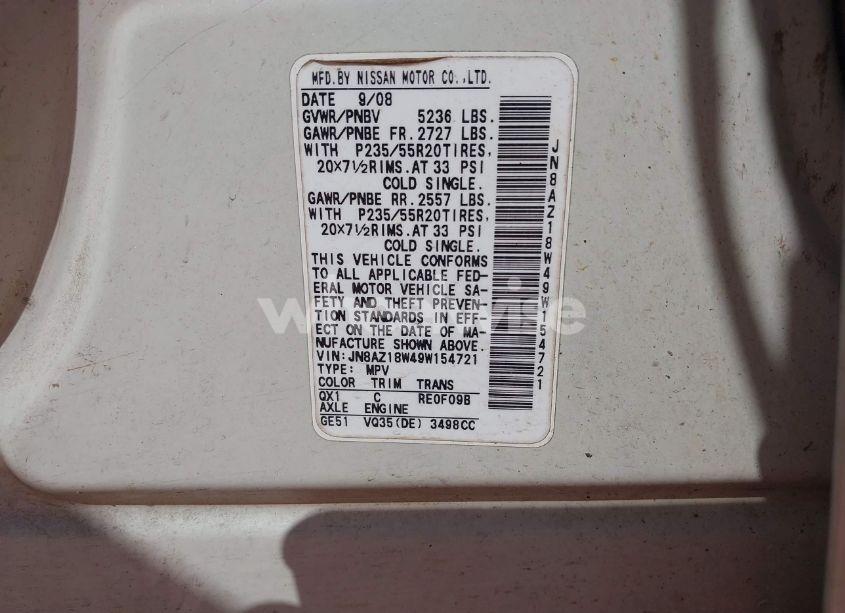 MFD.BY NISSAN MOTOR CO.,LTD.
DATE 9/08
GVWR/PNBV 5236 LBS.
GAWR/PNBE FR.2727 LBS.
WITH P235/55R20TIRES,
20×7½RIMS.AT 33 PSI
COLD SINGLE.
GAWR/PNBE RR.2557 LBS.
WITH P235/55R20TIRES,
20×7½RIMS.AT 33 PSI
COLD SINGLE.
THIS VEHICLE CONFORMS
TO ALL APPLICABLE FED-
ERAL MOTOR VEHICLE SA-
FETY AND THEFT PREVEN-
TION STANDARDS IN EFF-
ECT ON THE DATE OF MA-
NUFACTURE SHOWN ABOVE.
VIN:JN8AZ18W49W154721
TYPE: MPV
COLOR TRIM TRANS
QX1 C RE0F09B
AXLE ENGINE
GE51 VQ35(DE) 3498CC
JN8AZ18W49W154721